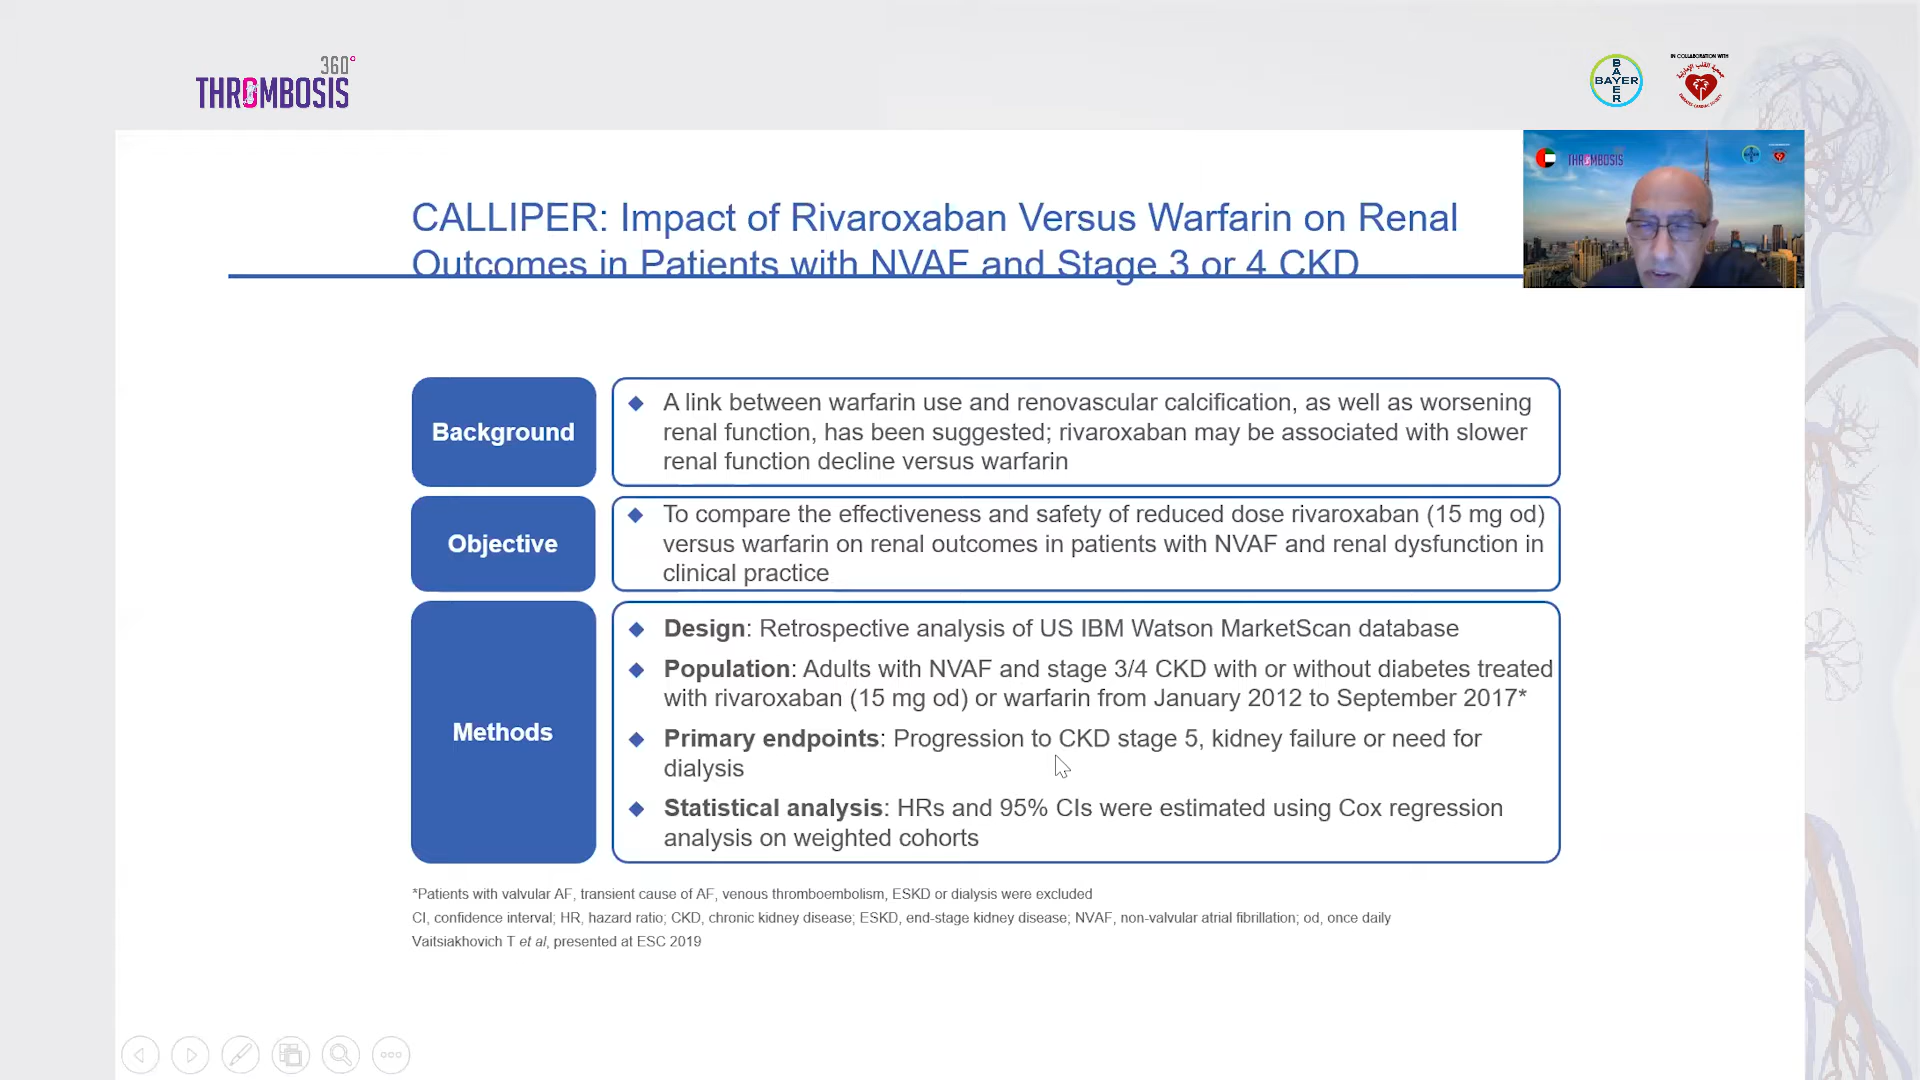 360°
THROMBOSIS
BAYER
BAYER
IN COLLABORATION WITH
THROMBOSIS
CALLIPER: Impact of Rivaroxaban Versus Warfarin on Renal
Outcomes in Patients with NVAF and Stage 3 or 4 CKD
Background
◆ A link between warfarin use and renovascular calcification, as well as worsening
renal function, has been suggested; rivaroxaban may be associated with slower
renal function decline versus warfarin
Objective
◆ To compare the effectiveness and safety of reduced dose rivaroxaban (15 mg od)
versus warfarin on renal outcomes in patients with NVAF and renal dysfunction in
clinical practice
Methods
◆ Design: Retrospective analysis of US IBM Watson MarketScan database
◆ Population: Adults with NVAF and stage 3/4 CKD with or without diabetes treated
with rivaroxaban (15 mg od) or warfarin from January 2012 to September 2017*
◆ Primary endpoints: Progression to CKD stage 5, kidney failure or need for
dialysis
◆ Statistical analysis: HRs and 95% CIs were estimated using Cox regression
analysis on weighted cohorts
*Patients with valvular AF, transient cause of AF, venous thromboembolism, ESKD or dialysis were excluded
CI, confidence interval; HR, hazard ratio; CKD, chronic kidney disease; ESKD, end-stage kidney disease; NVAF, non-valvular atrial fibrillation; od, once daily
Vaitsiakhovich T et al, presented at ESC 2019